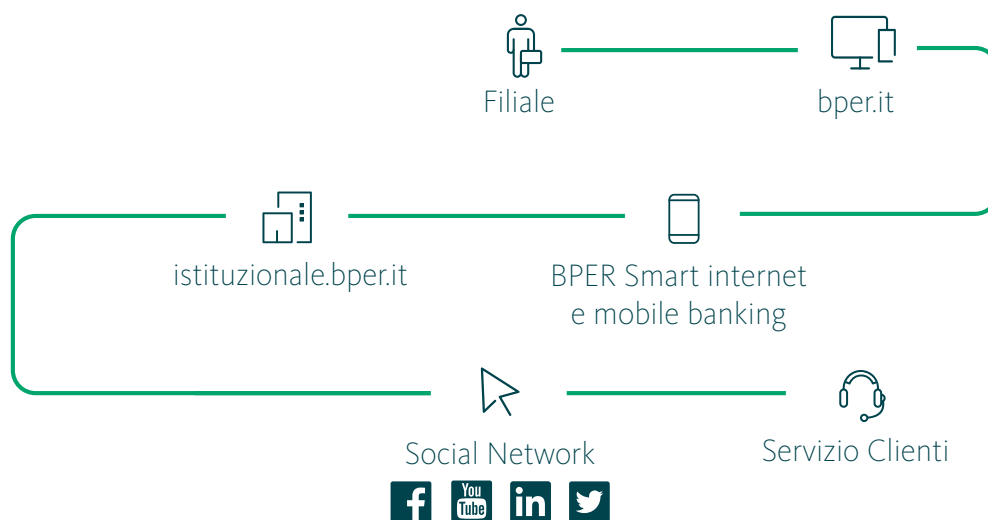 Filiale
bper.it
istituzionale.bper.it
BPER Smart internet
e mobile banking
Social Network
Servizio Clienti
You
Tube
in